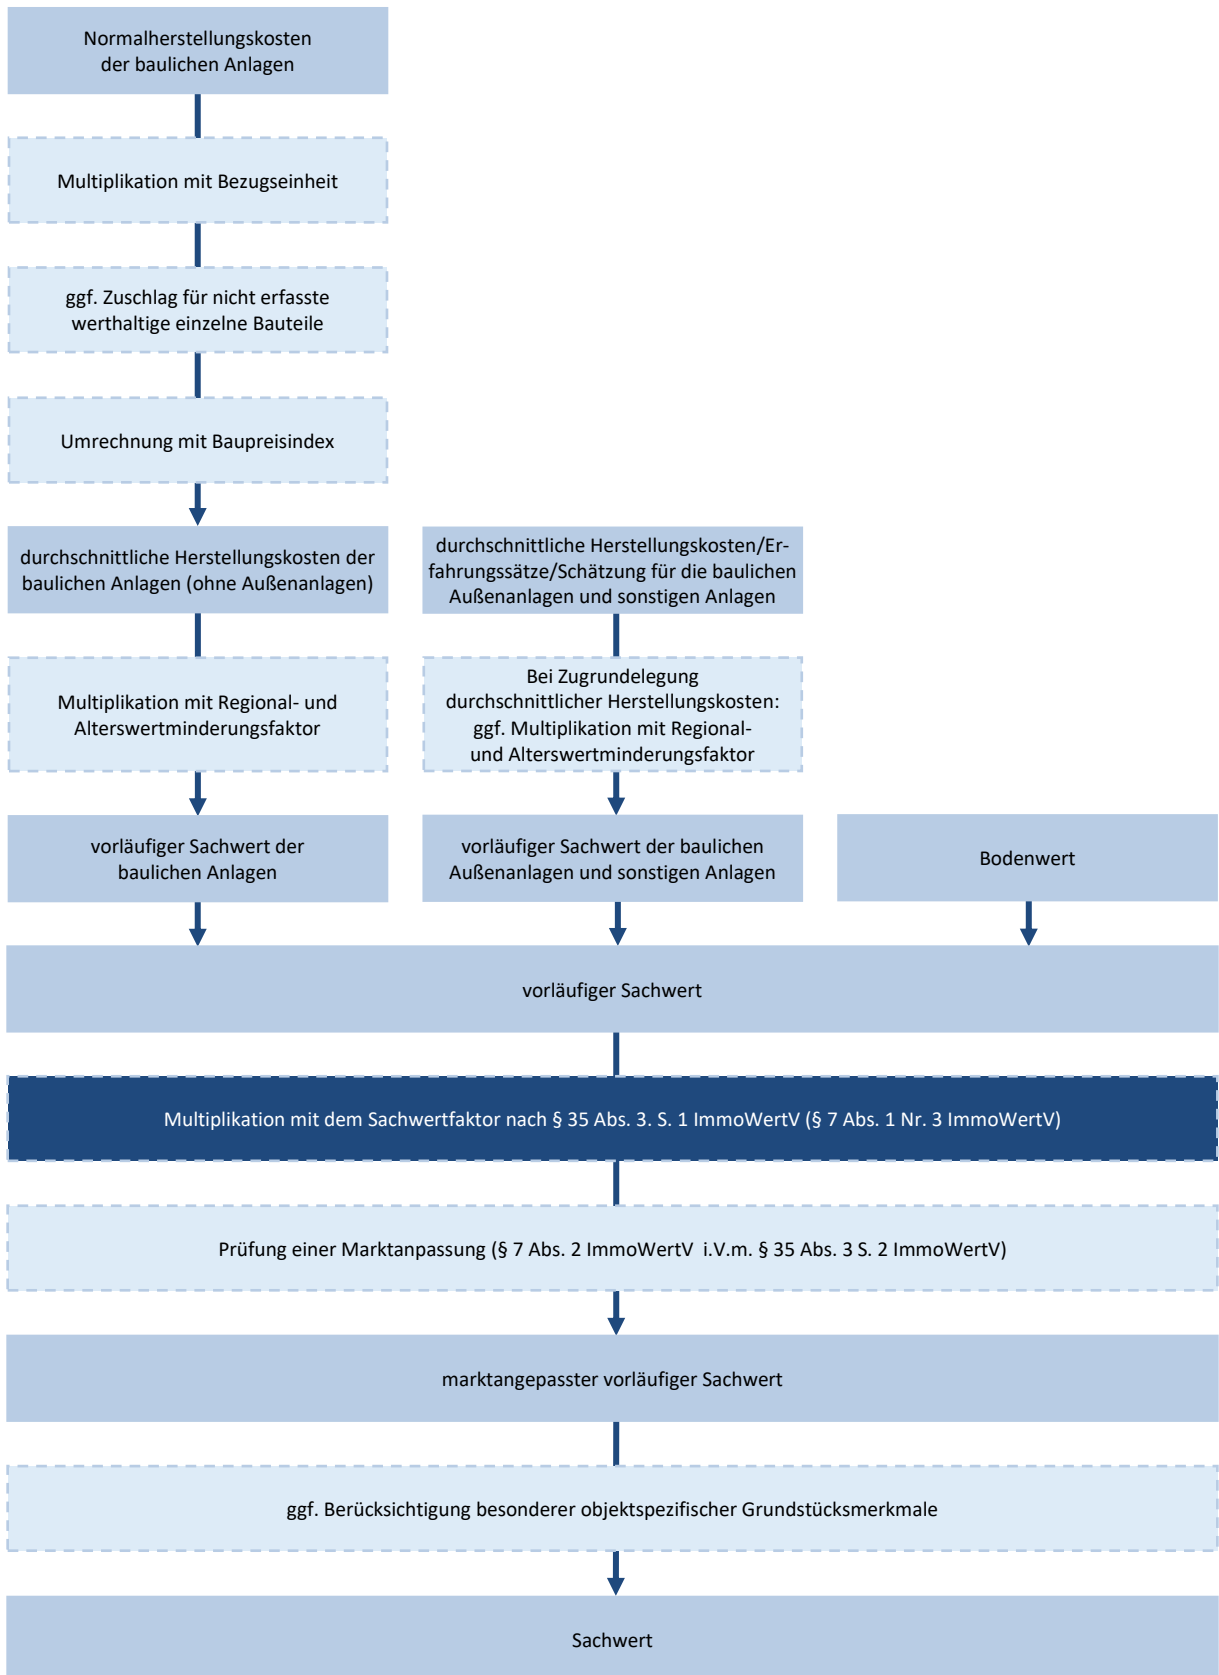 Normalherstellungskosten
der baulichen Anlagen
Multiplikation mit Bezugseinheit
ggf. Zuschlag für nicht erfasste
werthaltige einzelne Bauteile
Umrechnung mit Baupreisindex
durchschnittliche Herstellungskosten der
baulichen Anlagen (ohne Außenanlagen)
durchschnittliche Herstellungskosten/Er-
fahrungssätze/Schätzung für die baulichen
Außenanlagen und sonstigen Anlagen
Multiplikation mit Regional- und
Alterswertminderungsfaktor
Bei Zugrundelegung
durchschnittlicher Herstellungskosten:
ggf. Multiplikation mit Regional-
und Alterswertminderungsfaktor
vorläufiger Sachwert der
baulichen Anlagen
vorläufiger Sachwert der baulichen
Außenanlagen und sonstigen Anlagen
Bodenwert
vorläufiger Sachwert
Multiplikation mit dem Sachwertfaktor nach § 35 Abs. 3. S. 1 ImmoWertV (§ 7 Abs. 1 Nr. 3 ImmoWertV)
Prüfung einer Marktanpassung (§ 7 Abs. 2 ImmoWertV i.V.m. § 35 Abs. 3 S. 2 ImmoWertV)
marktangepasster vorläufiger Sachwert
ggf. Berücksichtigung besonderer objektspezifischer Grundstücksmerkmale
Sachwert